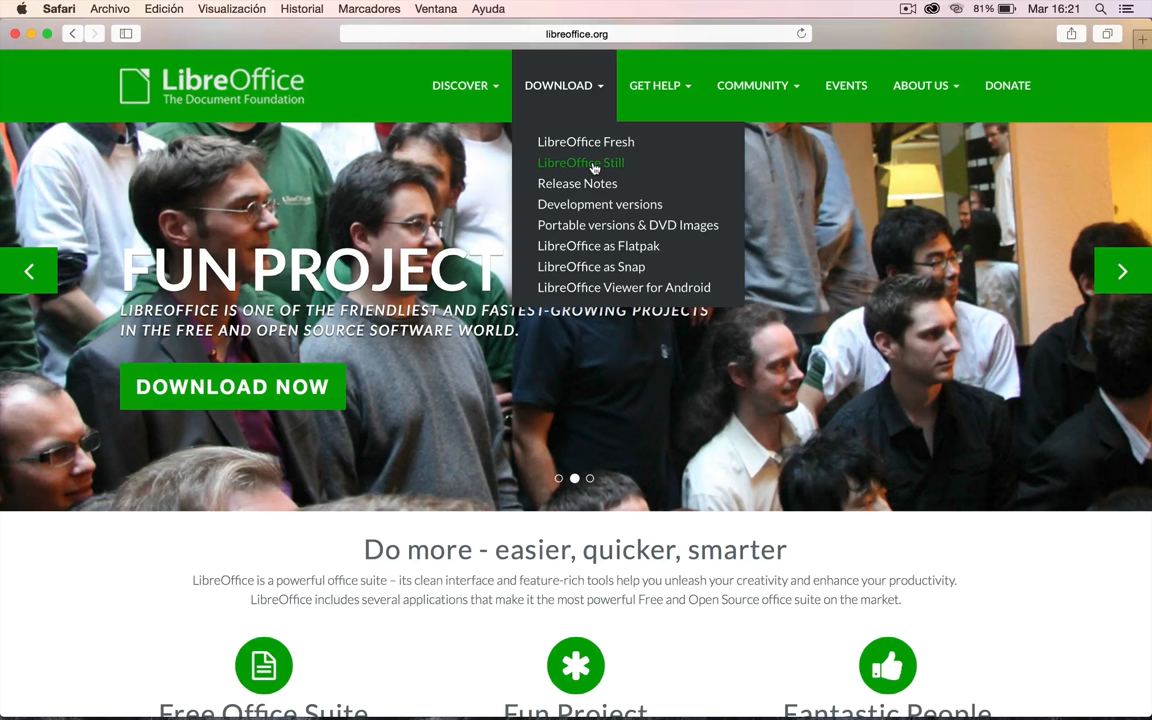 Safari Archivo Edición Visualización Historial Marcadores Ventana Ayuda 81% Mar 16:21
libreoffice.org
LibreOffice
The Document Foundation
DISCOVER DOWNLOAD GET HELP COMMUNITY EVENTS ABOUT US DONATE
LibreOffice Fresh
LibreOffice Still
Release Notes
Development versions
Portable versions & DVD Images
LibreOffice as Flatpak
LibreOffice as Snap
LibreOffice Viewer for Android
FUN PROJECT
LIBREOFFICE IS ONE OF THE FRIENDLIEST AND FASTEST-GROWING PROJECTS
IN THE FREE AND OPEN SOURCE SOFTWARE WORLD.
DOWNLOAD NOW
Do more - easier, quicker, smarter
LibreOffice is a powerful office suite – its clean interface and feature-rich tools help you unleash your creativity and enhance your productivity.
LibreOffice includes several applications that make it the most powerful Free and Open Source office suite on the market.
Free Office Suite Fun Project Fantastic People